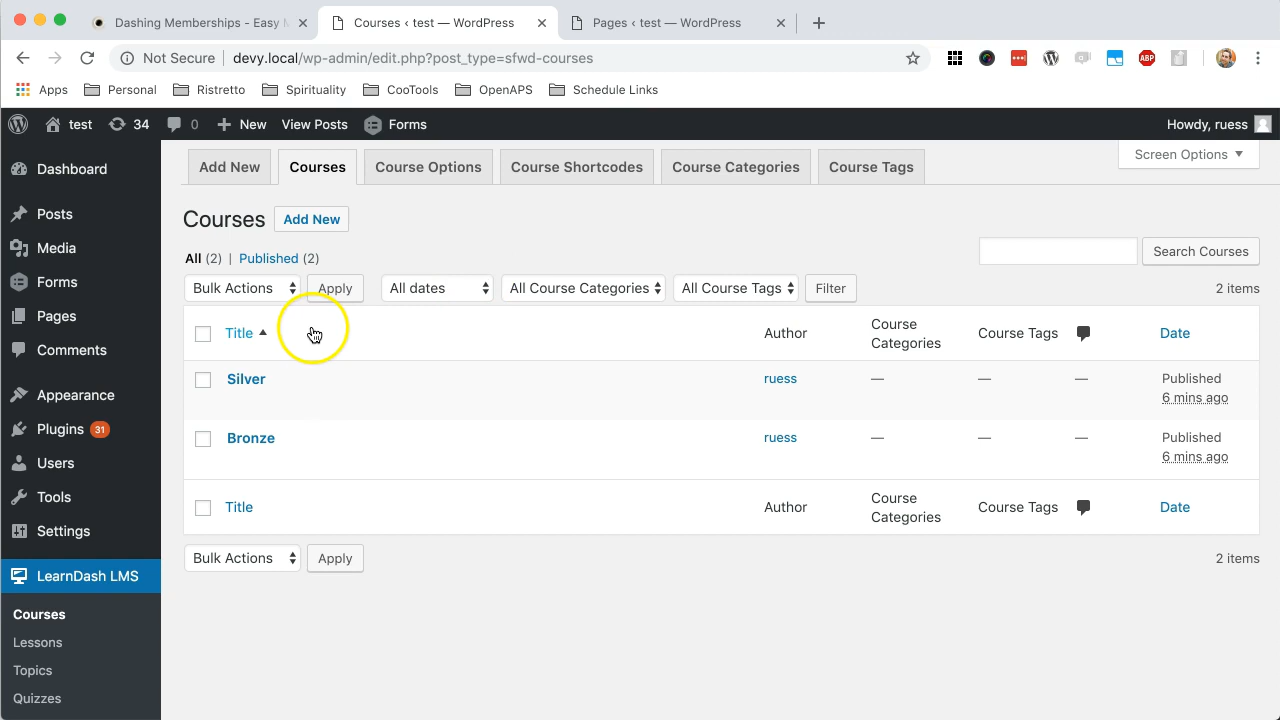 Dashing Memberships - Easy M
Courses ‹ test — WordPress
Pages ‹ test — WordPress
Not Secure
devy.local/wp-admin/edit.php?post_type=sfwd-courses
ABP
Apps
Personal
Ristretto
Spirituality
CooTools
OpenAPS
Schedule Links
test
34
0
New
View Posts
Forms
Howdy, ruess
Dashboard
Posts
Media
Forms
Pages
Comments
Appearance
Plugins 31
Users
Tools
Settings
LearnDash LMS
Courses
Lessons
Topics
Quizzes
Add New
Courses
Course Options
Course Shortcodes
Course Categories
Course Tags
Screen Options
Courses
Add New
All (2) | Published (2)
Search Courses
Bulk Actions
Apply
All dates
All Course Categories
All Course Tags
Filter
2 items
Title
Author
Course
Categories
Course Tags
Date
Silver
ruess
—
—
—
Published
6 mins ago
Bronze
ruess
—
—
—
Published
6 mins ago
Title
Author
Course
Categories
Course Tags
Date
Bulk Actions
Apply
2 items